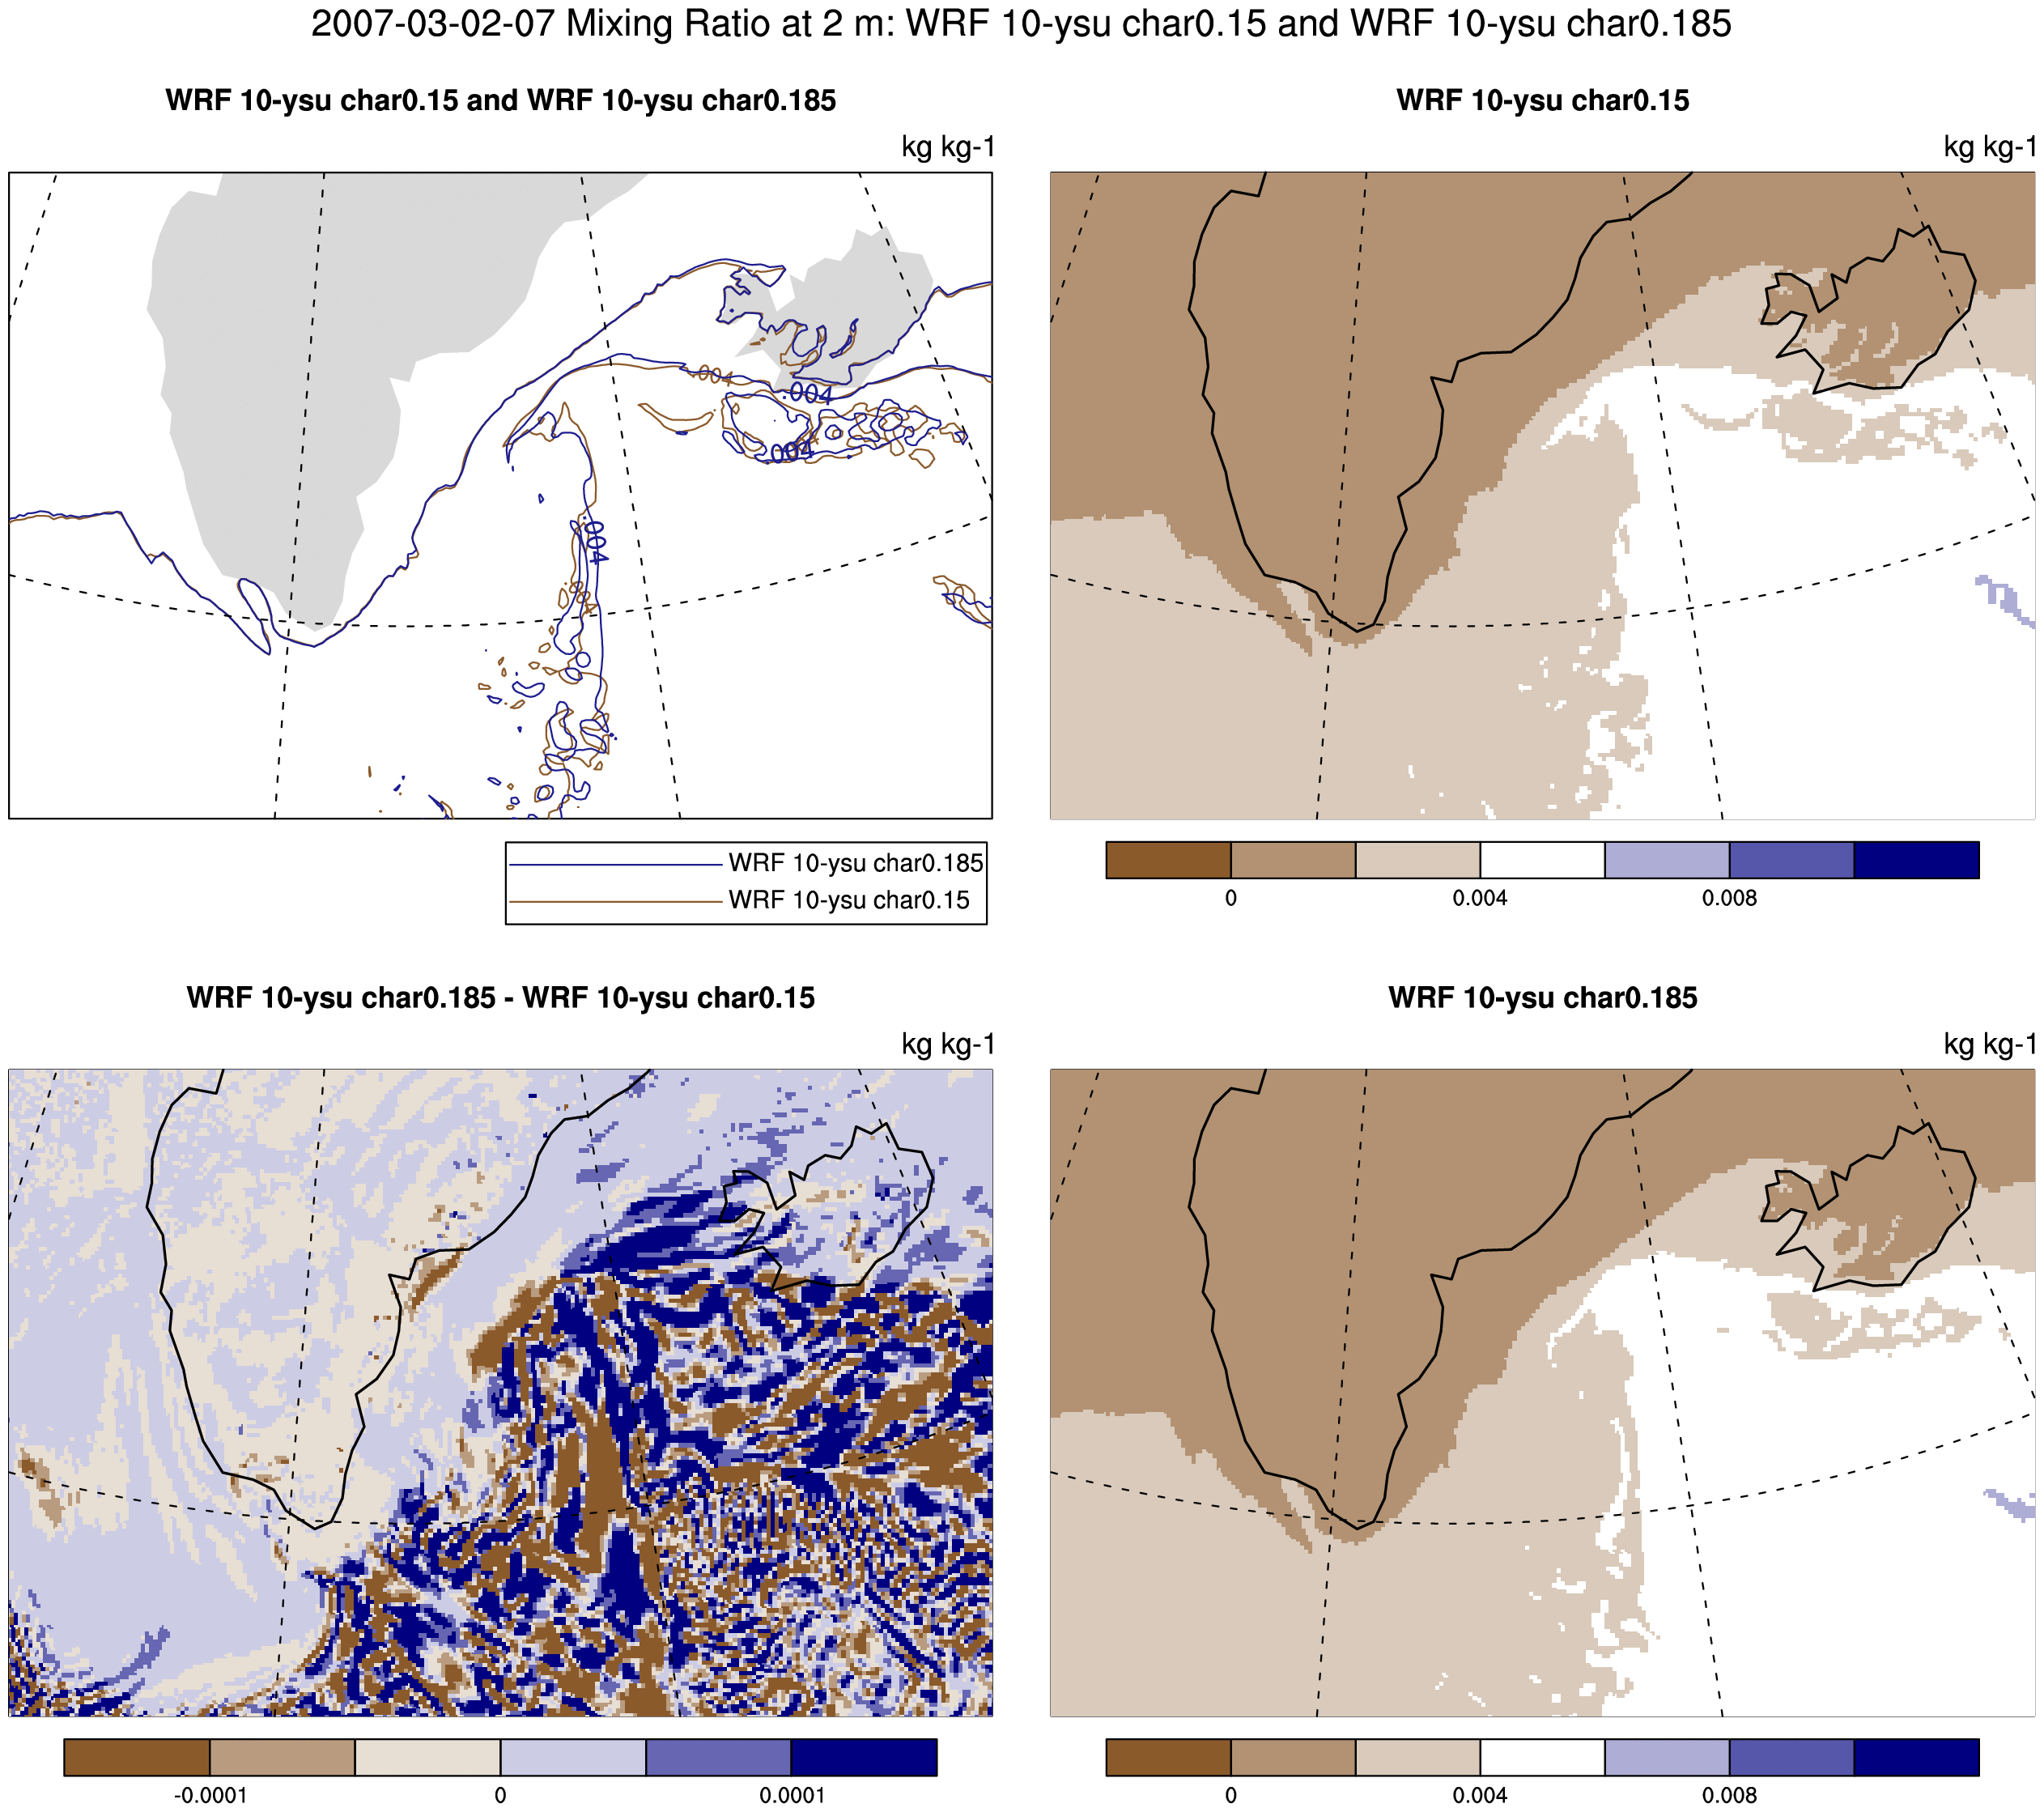 2007-03-02-07 Mixing Ratio at 2 m: WRF 10-ysu char0.15 and WRF 10-ysu char0.185
WRF 10-ysu char0.15 and WRF 10-ysu char0.185
kg kg-1
.004
.004
.004
.004
.004
WRF 10-ysu char0.185
WRF 10-ysu char0.15
WRF 10-ysu char0.15
kg kg-1
0 0.004 0.008
WRF 10-ysu char0.185 - WRF 10-ysu char0.15
kg kg-1
-0.0001 0 0.0001
WRF 10-ysu char0.185
kg kg-1
0 0.004 0.008